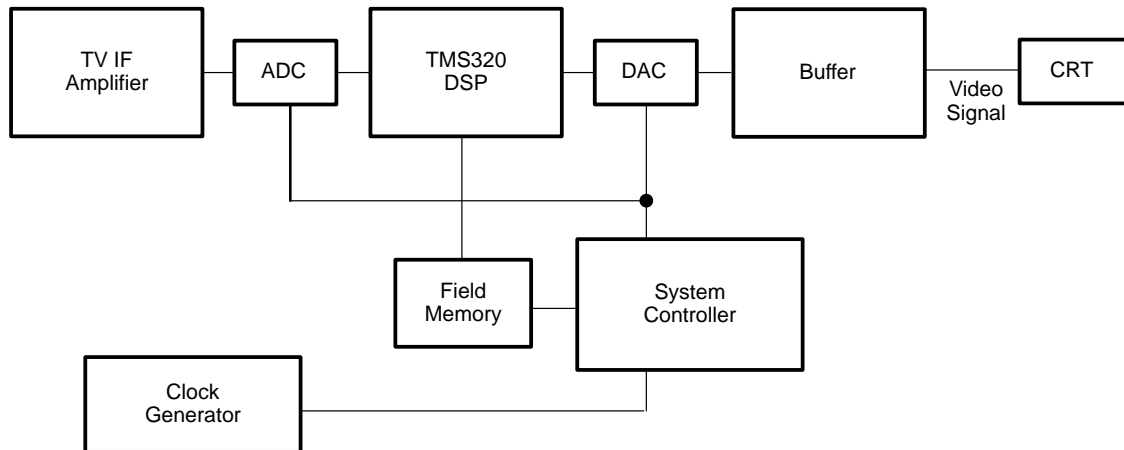 TV IF
Amplifier
ADC
TMS320
DSP
DAC
Buffer
Video
Signal
CRT
Field
Memory
System
Controller
Clock
Generator